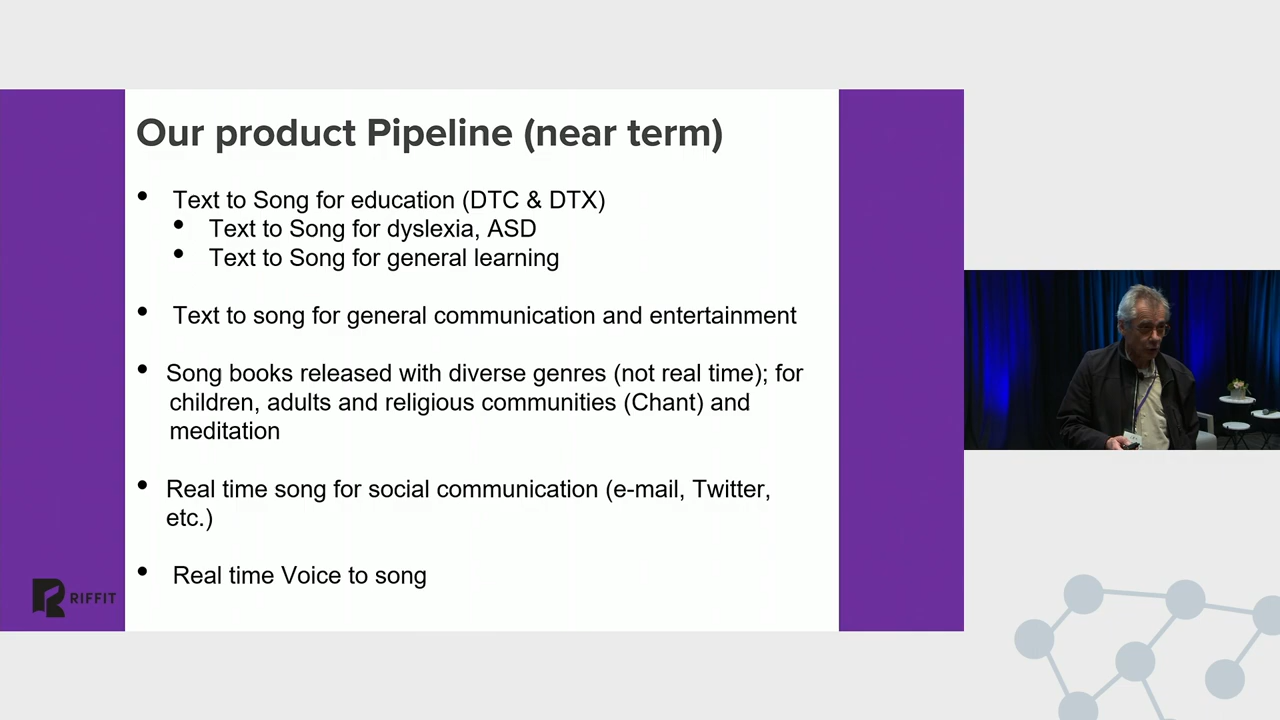 Our product Pipeline (near term)
• Text to Song for education (DTC & DTX)
• Text to Song for dyslexia, ASD
• Text to Song for general learning
• Text to song for general communication and entertainment
• Song books released with diverse genres (not real time); for
children, adults and religious communities (Chant) and
meditation
• Real time song for social communication (e-mail, Twitter,
etc.)
• Real time Voice to song
RIFFIT